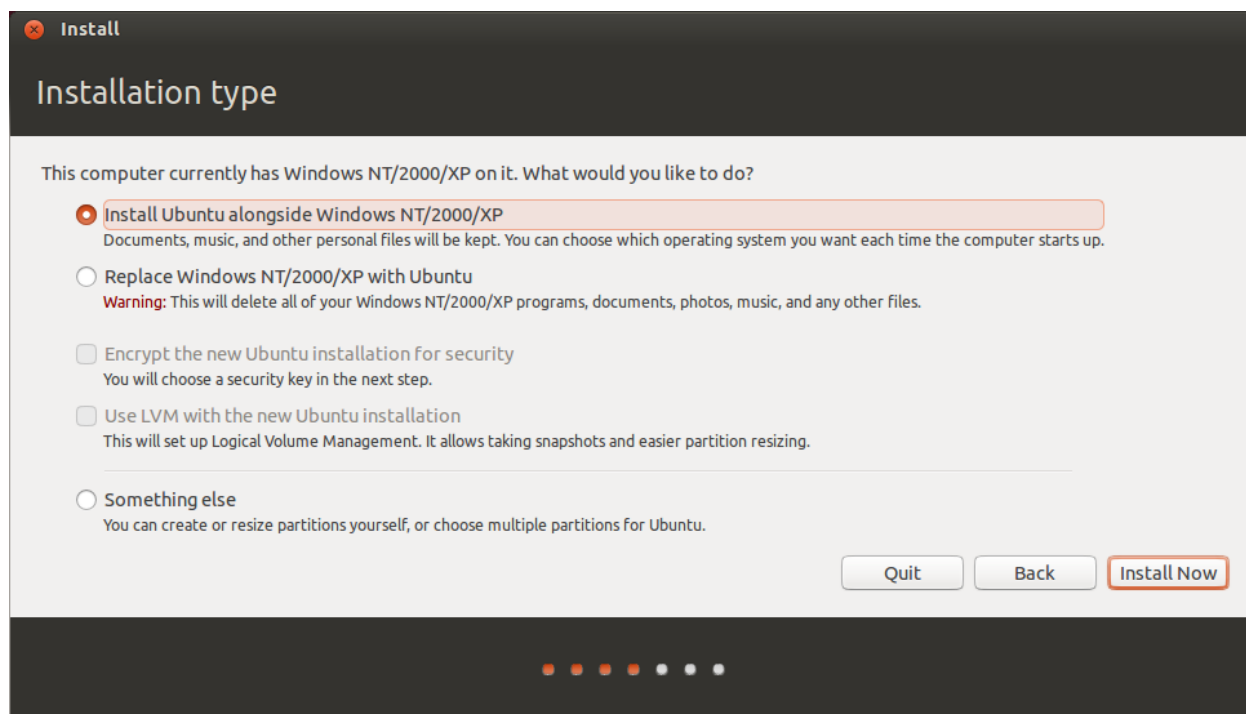 Install
Installation type
This computer currently has Windows NT/2000/XP on it. What would you like to do?
Install Ubuntu alongside Windows NT/2000/XP
Documents, music, and other personal files will be kept. You can choose which operating system you want each time the computer starts up.
Replace Windows NT/2000/XP with Ubuntu
Warning: This will delete all of your Windows NT/2000/XP programs, documents, photos, music, and any other files.
Encrypt the new Ubuntu installation for security
You will choose a security key in the next step.
Use LVM with the new Ubuntu installation
This will set up Logical Volume Management. It allows taking snapshots and easier partition resizing.
Something else
You can create or resize partitions yourself, or choose multiple partitions for Ubuntu.
Quit Back Install Now